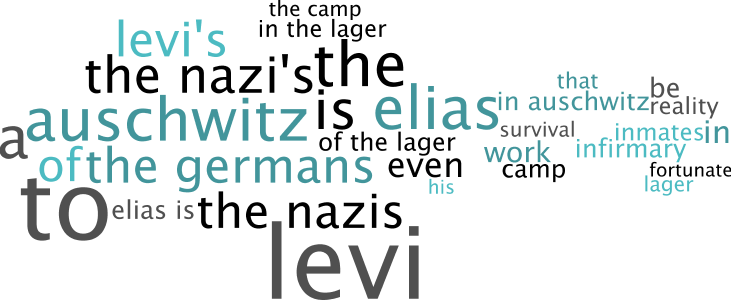 the camp
levi's
in the lager
the nazi's
the
that
be
auschwitz
is
elias
in auschwitz
reality
a
survival
inmates
in
of the lager
of
the germans
even
work
infirmary
camp
fortunate
his
lager
to
elias is
the nazis
levi